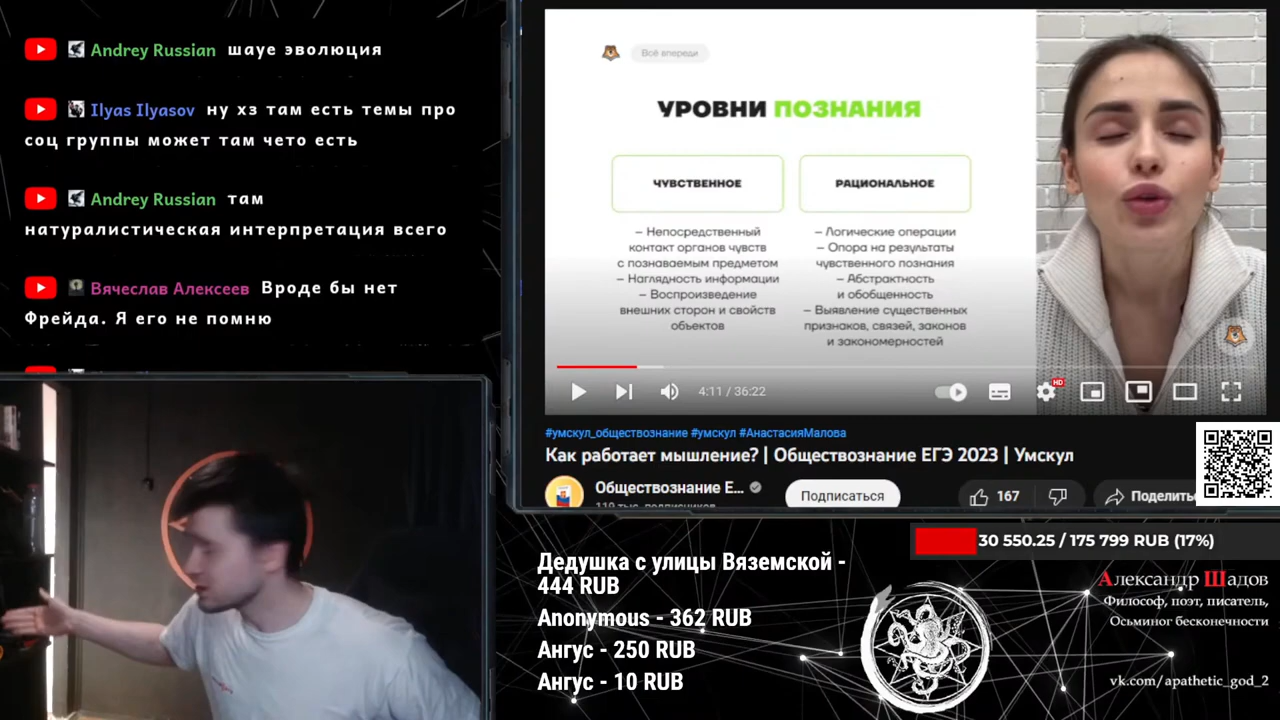 Andrey Russian шауе эволюция
Ilyas Ilyasov ну хз там есть темы про
соц группы может там чето есть
Andrey Russian там
натуралистическая интерпретация всего
Вячеслав Алексеев Вроде бы нет
Фрейда. Я его не помню
Всё впереди
УРОВНИ ПОЗНАНИЯ
ЧУВСТВЕННОЕ
– Непосредственный
контакт органов чувств
с познаваемым предметом
– Наглядность информации
– Воспроизведение
внешних сторон и свойств
объектов
РАЦИОНАЛЬНОЕ
– Логические операции
– Опора на результаты
чувственного познания
– Абстрактность
и обобщенность
– Выявление существенных
признаков, связей, законов
и закономерностей
4:11 / 36:22
HD
#умскул_обществознание #умскул #АнастасияМалова
Как работает мышление? | Обществознание ЕГЭ 2023 | Умскул
Обществознание Е...
Подписаться
167
Поделитьс
30 550.25 / 175 799 RUB (17%)
Дедушка с улицы Вяземской -
444 RUB
Anonymous - 362 RUB
Ангус - 250 RUB
Ангус - 10 RUB
Александр Шадов
Философ, поэт, писатель,
Осьминог бесконечности
vk.com/apathetic_god_2